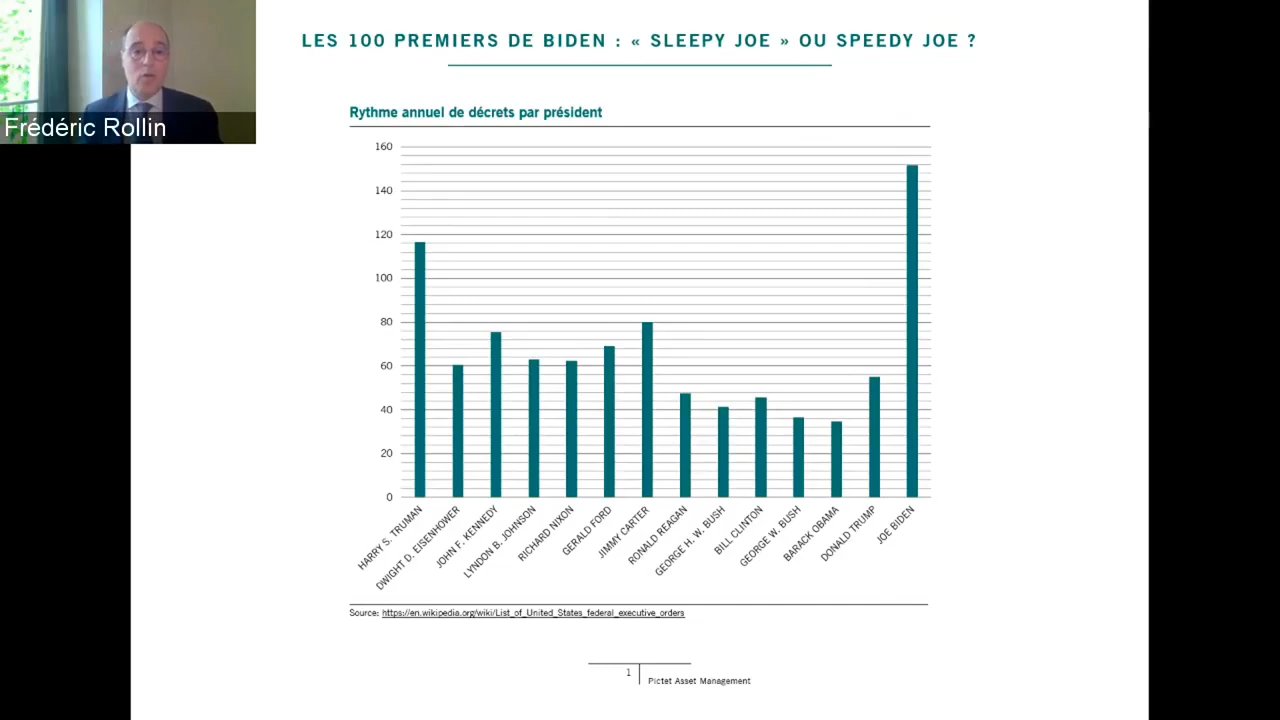 LES 100 PREMIERS DE BIDEN : « SLEEPY JOE » OU SPEEDY JOE ?
Frédéric Rollin
Rythme annuel de décrets par président
160
140
120
100
80
60
40
20
0
HARRY S. TRUMAN
DWIGHT D. EISENHOWER
JOHN F. KENNEDY
LYNDON B. JOHNSON
RICHARD NIXON
GERALD FORD
JIMMY CARTER
RONALD REAGAN
GEORGE H. W. BUSH
BILL CLINTON
GEORGE W. BUSH
BARACK OBAMA
DONALD TRUMP
JOE BIDEN
Source: https://en.wikipedia.org/wiki/List_of_United_States_federal_executive_orders
1
Pictet Asset Management